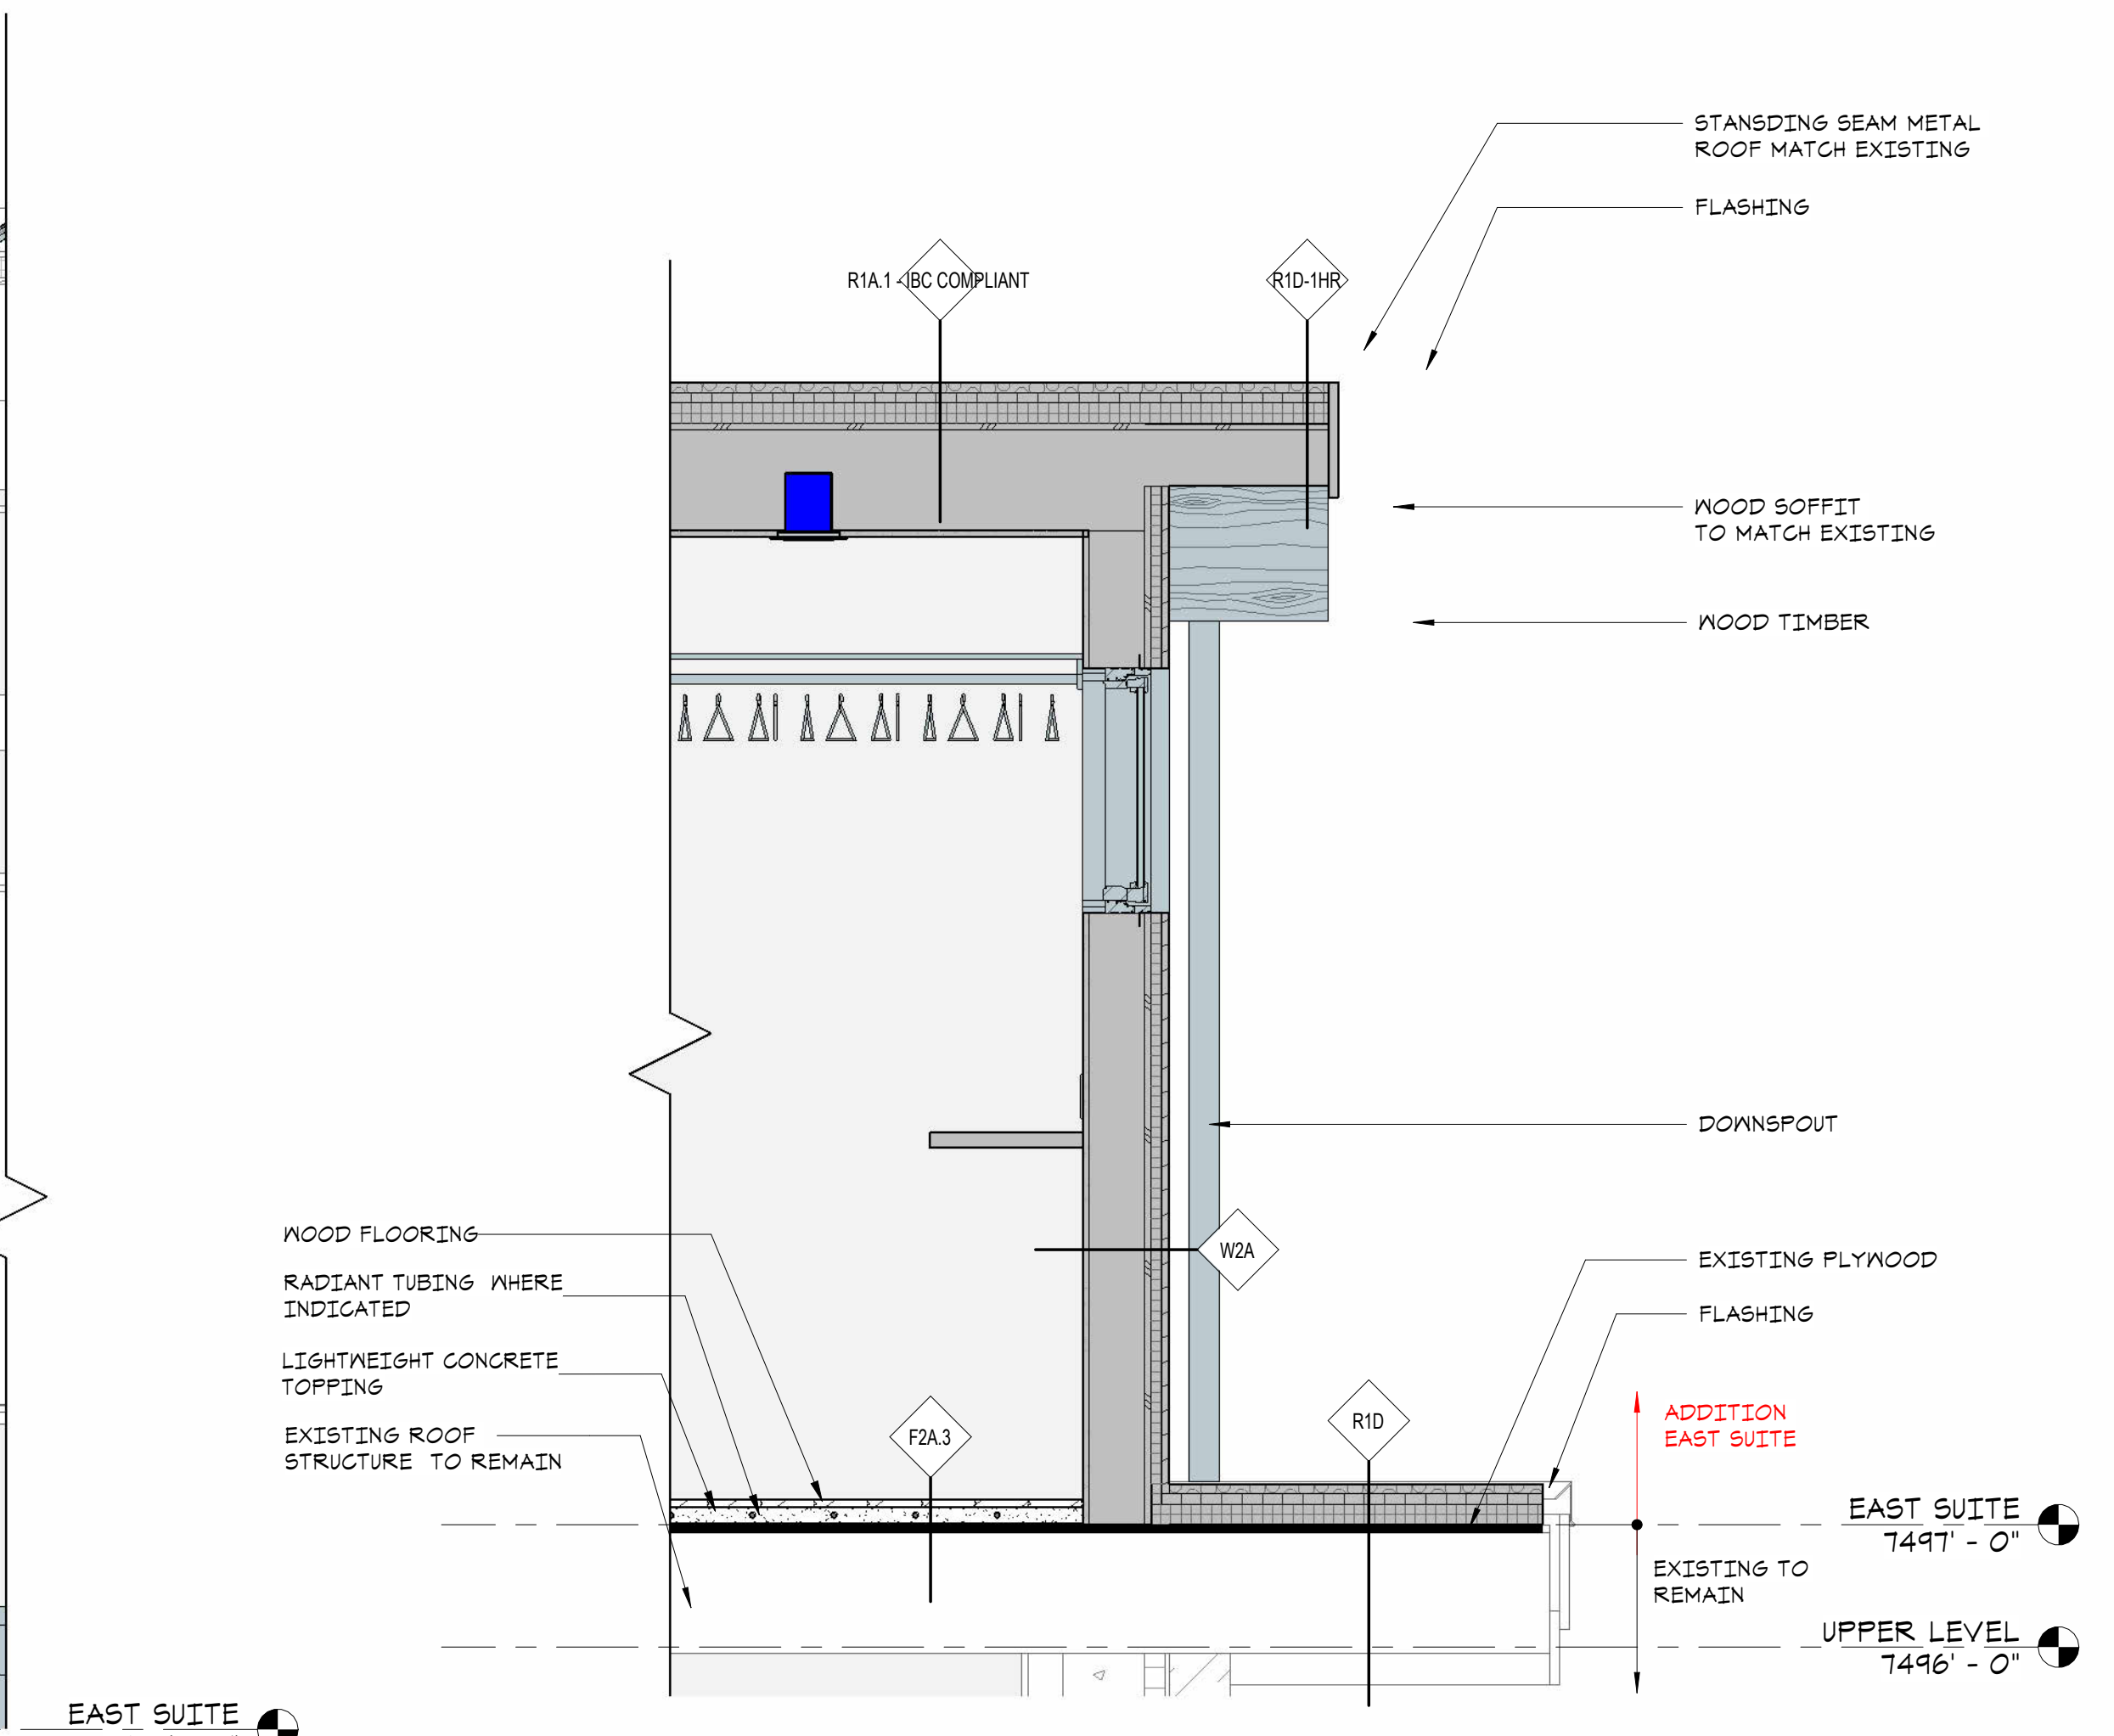 STANSDING SEAM METAL
ROOF MATCH EXISTING
FLASHING
R1A.1 - IBC COMPLIANT
R1D-1HR
WOOD SOFFIT
TO MATCH EXISTING
WOOD TIMBER
DOWNSPOUT
WOOD FLOORING
W2A
EXISTING PLYWOOD
RADIANT TUBING WHERE
INDICATED
FLASHING
LIGHTWEIGHT CONCRETE
TOPPING
EXISTING ROOF
STRUCTURE TO REMAIN
F2A.3
R1D
ADDITION
EAST SUITE
EAST SUITE
7497' - 0"
EXISTING TO
REMAIN
UPPER LEVEL
7496' - 0"
EAST SUITE